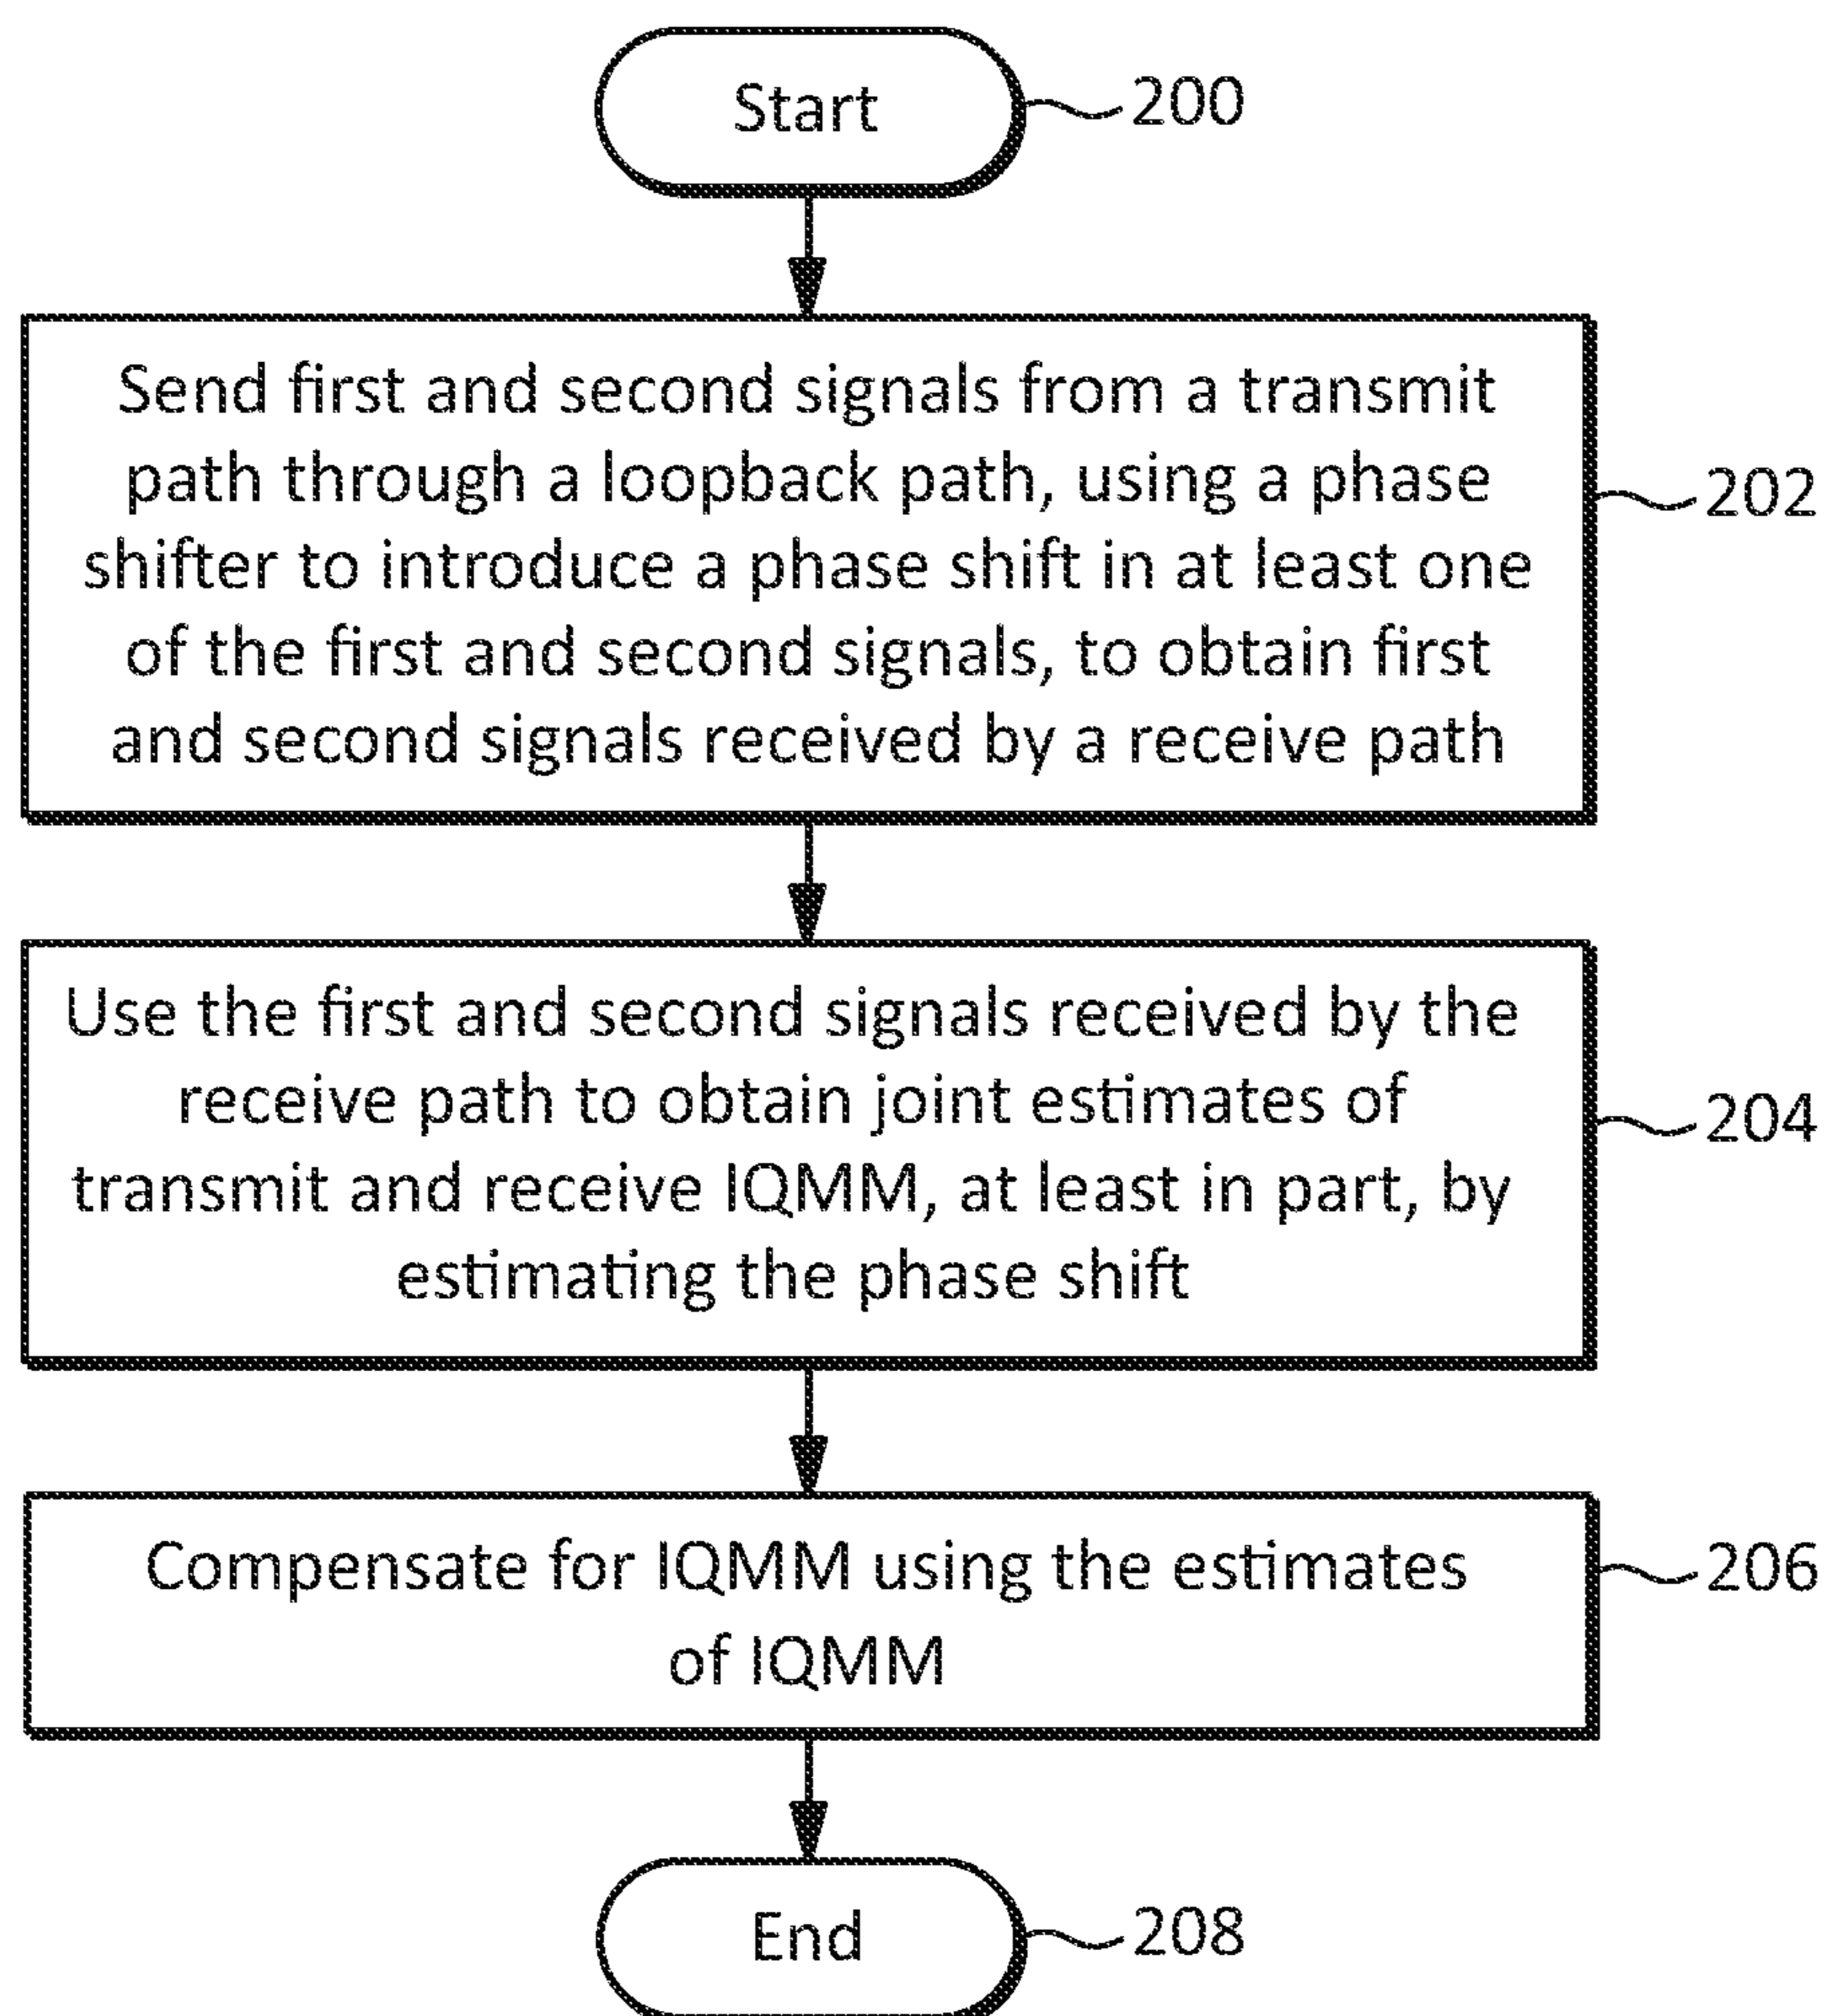 Start
200
Send first and second signals from a transmit
path through a loopback path, using a phase
shifter to introduce a phase shift in at least one
of the first and second signals, to obtain first
and second signals received by a receive path
202
Use the first and second signals received by the
receive path to obtain joint estimates of
transmit and receive IQMM, at least in part, by
estimating the phase shift
204
Compensate for IQMM using the estimates
of IQMM
206
End
208